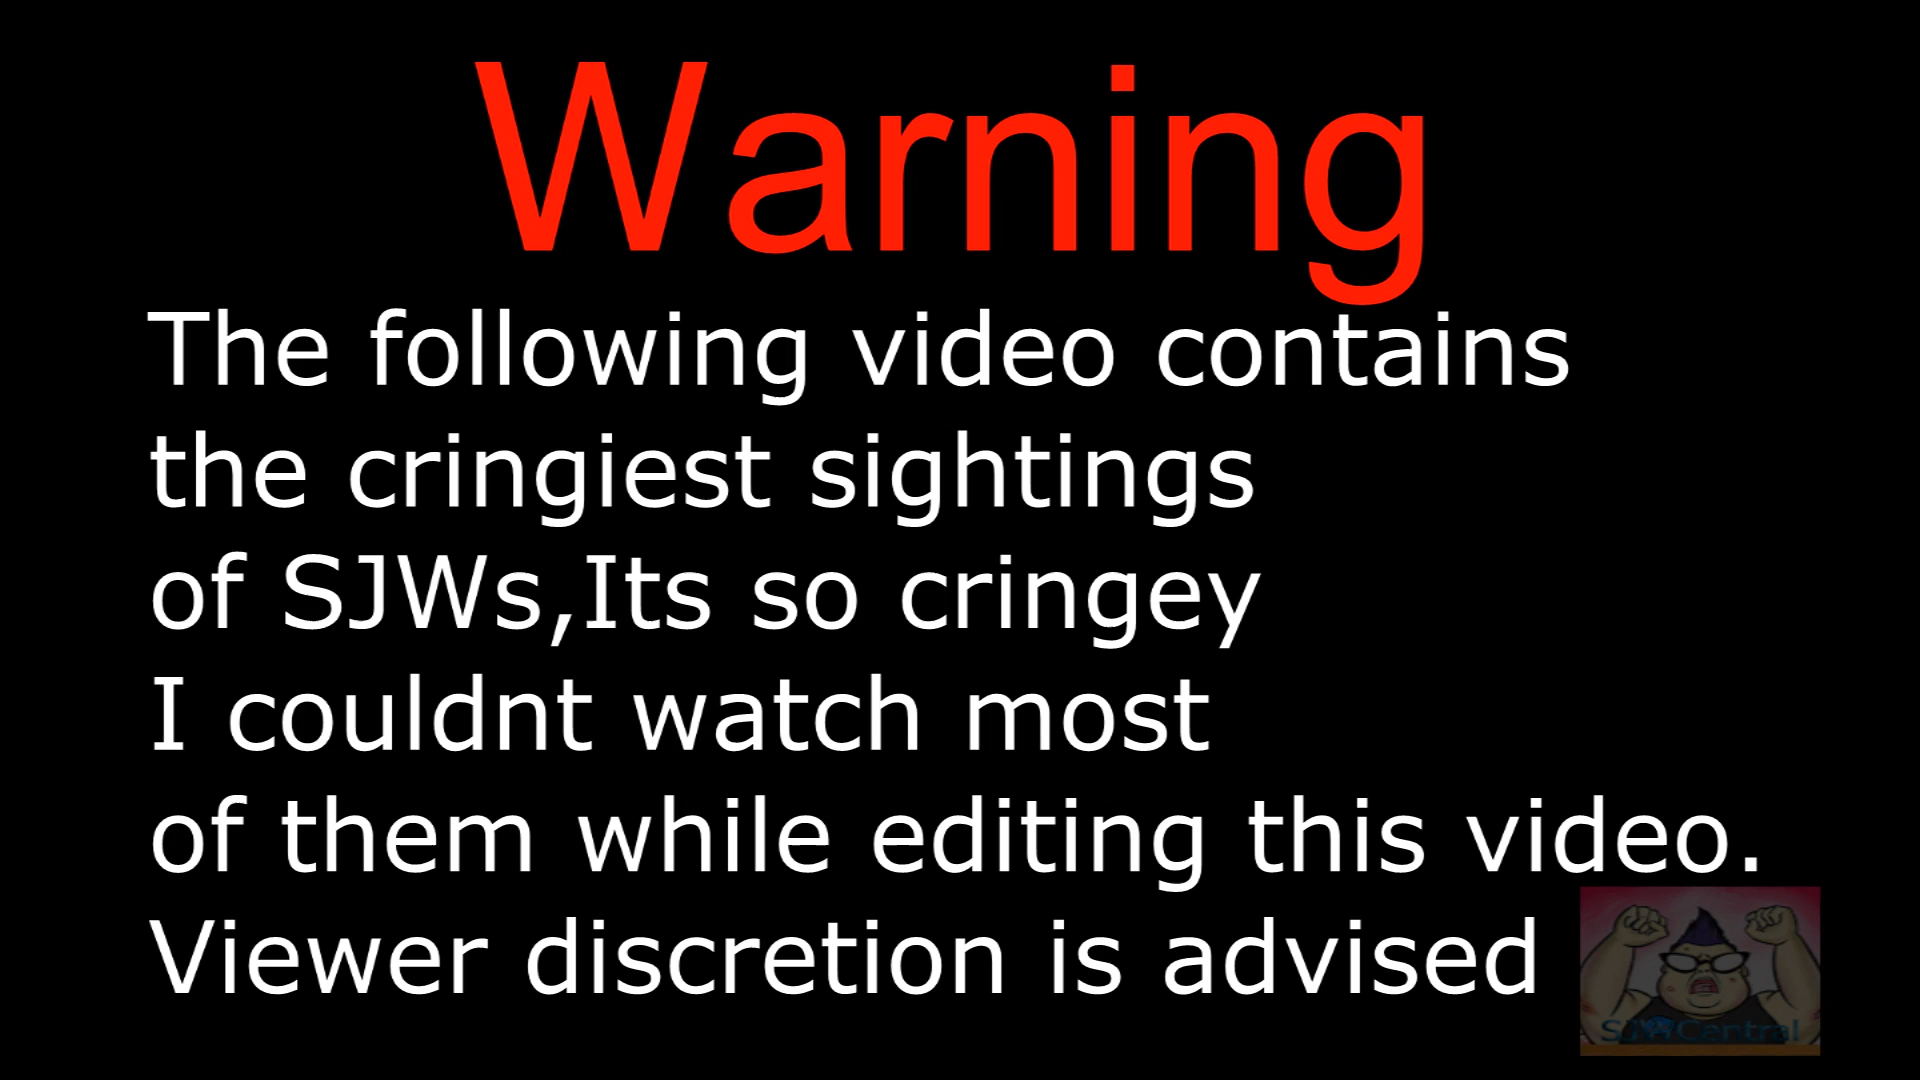 Warning
The following video contains
the cringiest sightings
of SJWs,Its so cringey
I couldnt watch most
of them while editing this video.
Viewer discretion is advised
SJWCentral